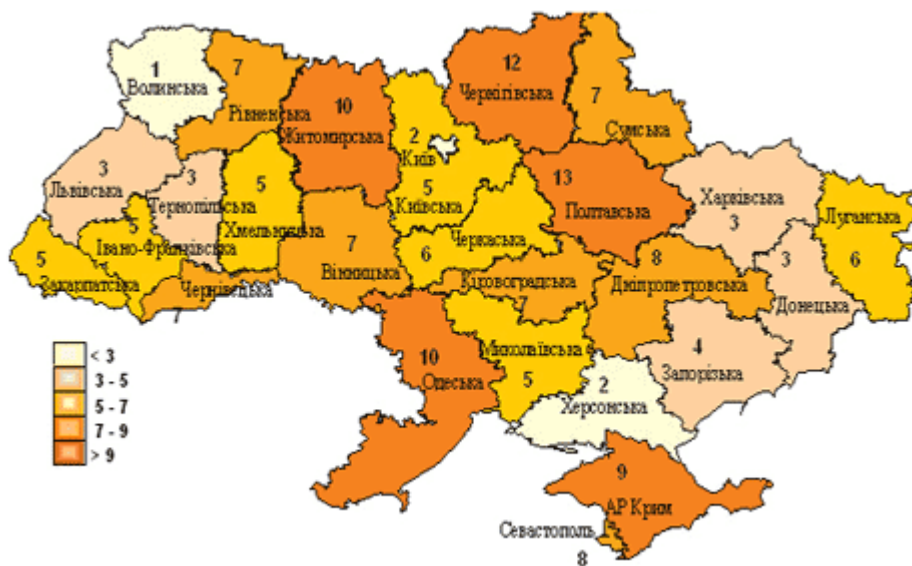 1
Волинська
7
Рівненська
10
Житомирська
12
Чернігівська
7
Сумська
2
Київ
3
Львівська
3
Тернопільська
5
Хмельницька
5
Київська
13
Полтавська
Харківська
3
Луганська
6
5
Закарпатська
5
Івано-Франківська
Чернівецька
7
7
Вінницька
Черкаська
6
Кіровоградська
7
8
Дніпропетровська
3
Донецька
10
Одеська
Миколаївська
5
4
Запорізька
2
Херсонська
9
АР Крим
Севастополь
8
< 3
3 - 5
5 - 7
7 - 9
> 9